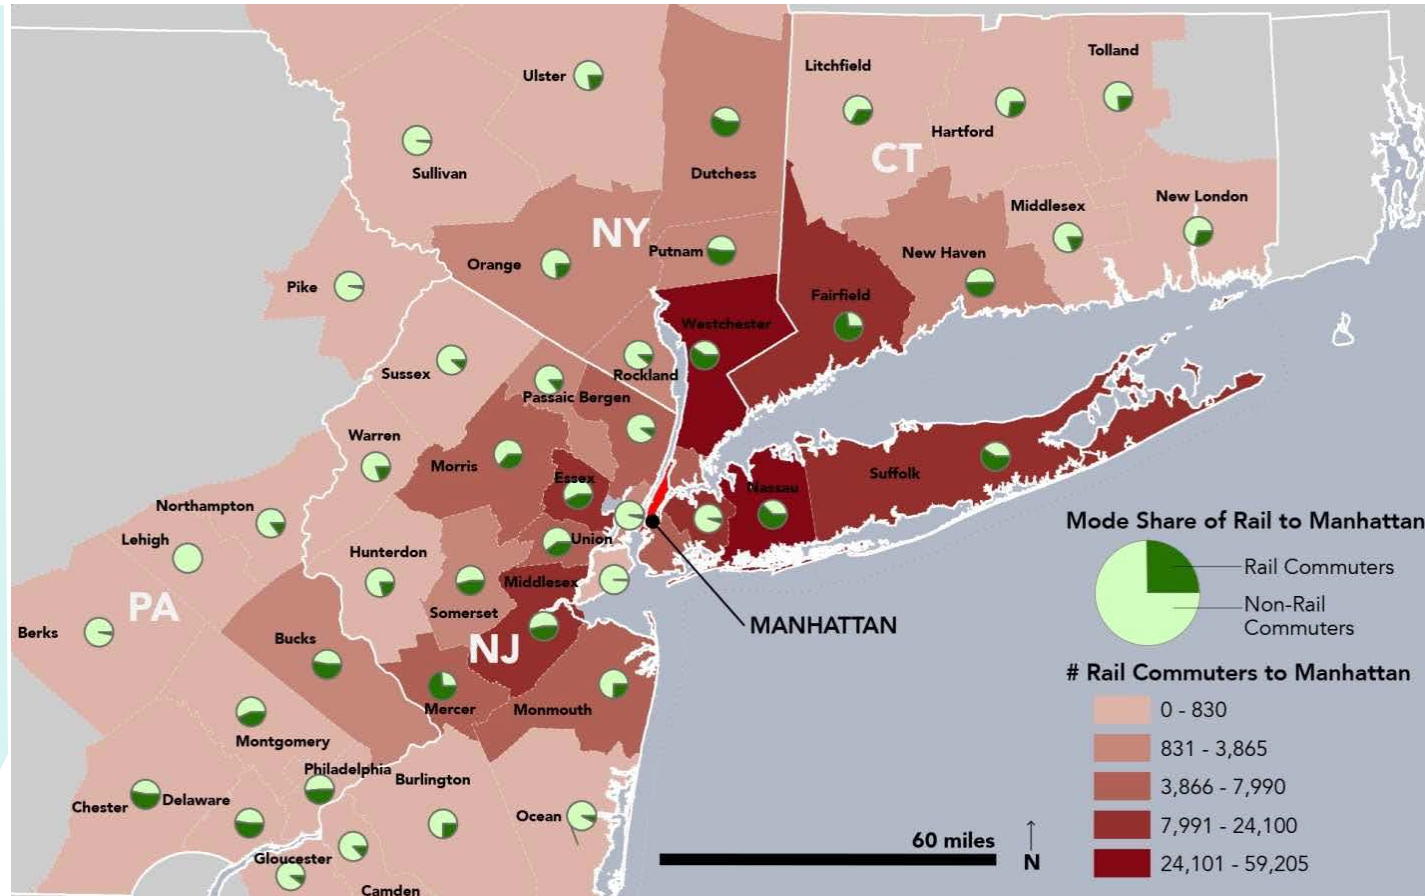 Ulster
Litchfield
Tolland
Hartford
CT
Sullivan
Dutchess
Middlesex
New London
NY
Putnam
New Haven
Orange
Pike
Fairfield
Westchester
Sussex
Rockland
Passaic
Bergen
Warren
Morris
Essex
Suffolk
Nassau
Northampton
Lehigh
Union
Hunterdon
Middlesex
Somerset
PA
Berks
Bucks
NJ
MANHATTAN
Mercer
Monmouth
Montgomery
Philadelphia
Burlington
Chester
Delaware
Ocean
Gloucester
Camden
Mode Share of Rail to Manhattan
Rail Commuters
Non-Rail
Commuters
# Rail Commuters to Manhattan
0 - 830
831 - 3,865
3,866 - 7,990
7,991 - 24,100
24,101 - 59,205
60 miles
N